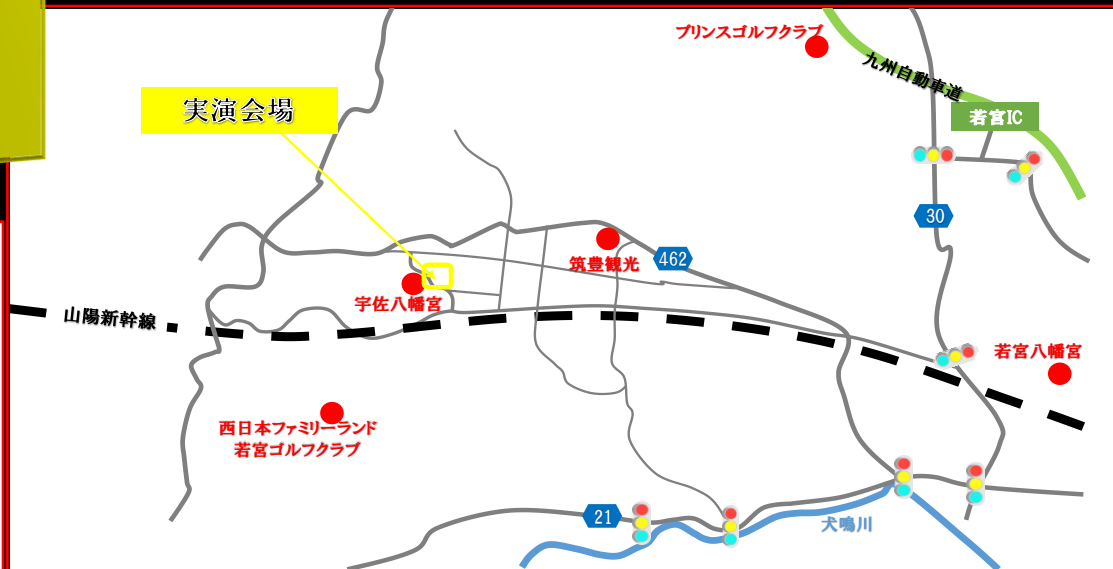 プリンスゴルフクラブ
九州自動車道
実演会場
若宮IC
30
筑豊観光
462
宇佐八幡宮
山陽新幹線
若宮八幡宮
西日本ファミリーランド
若宮ゴルフクラブ
21
犬鳴川